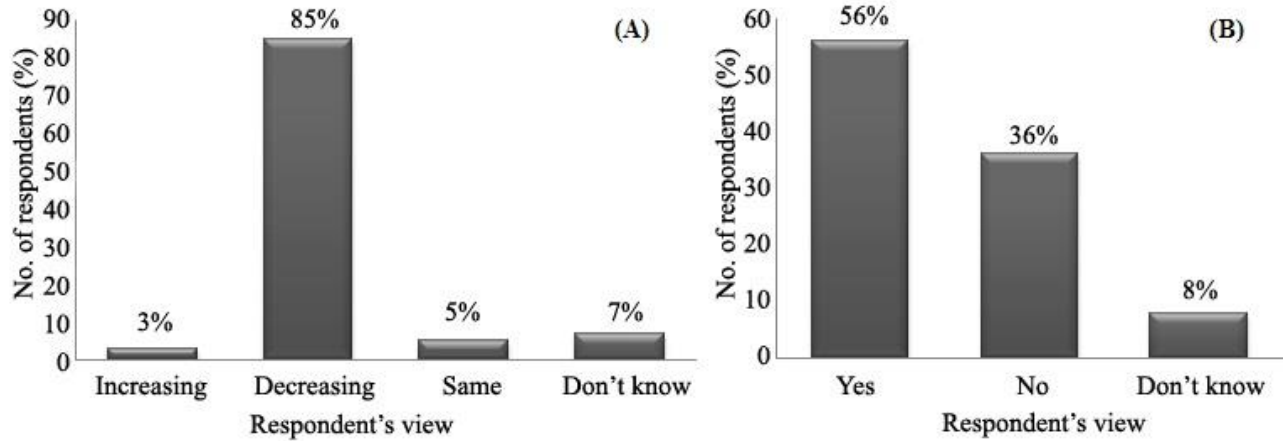 (A)
No. of respondents (%)
90
80
70
60
50
40
30
20
10
0
3%
85%
5%
7%
Increasing
Decreasing
Same
Don't know
Respondent's view
(B)
No. of respondents (%)
60
50
40
30
20
10
0
56%
36%
8%
Yes
No
Don't know
Respondent's view